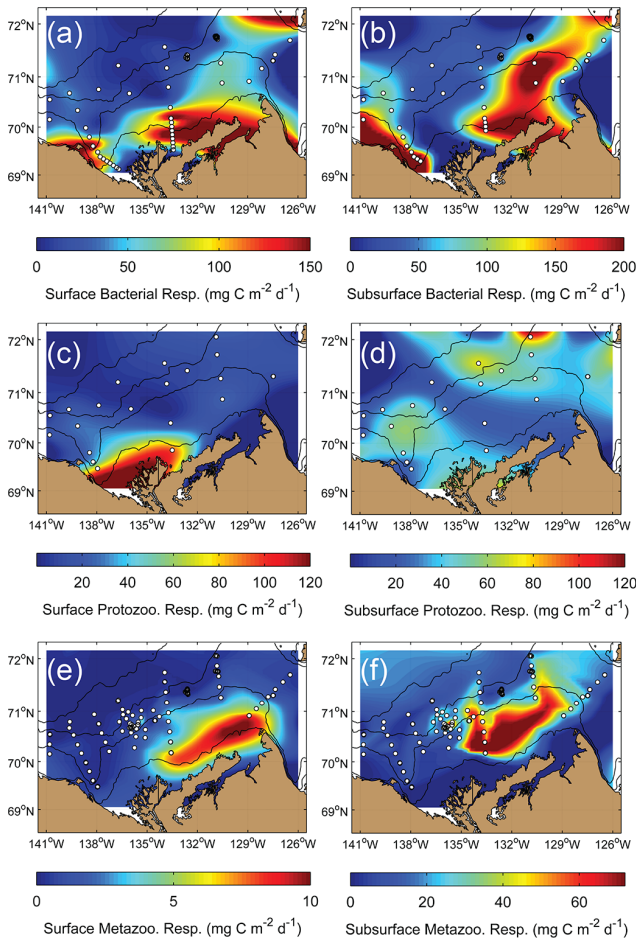 (a) (b)
72°N 72°N
71°N 71°N
70°N 70°N
69°N 69°N
141°W 138°W 135°W 132°W 129°W 126°W 141°W 138°W 135°W 132°W 129°W 126°W
0 50 100 150 0 50 100 150 200
Surface Bacterial Resp. (mg C m⁻² d⁻¹) Subsurface Bacterial Resp. (mg C m⁻² d⁻¹)
(c) (d)
72°N 72°N
71°N 71°N
70°N 70°N
69°N 69°N
141°W 138°W 135°W 132°W 129°W 126°W 141°W 138°W 135°W 132°W 129°W 126°W
20 40 60 80 100 120 20 40 60 80 100 120
Surface Protozoo. Resp. (mg C m⁻² d⁻¹) Subsurface Protozoo. Resp. (mg C m⁻² d⁻¹)
(e) (f)
72°N 72°N
71°N 71°N
70°N 70°N
69°N 69°N
141°W 138°W 135°W 132°W 129°W 126°W 141°W 138°W 135°W 132°W 129°W 126°W
0 5 10 0 20 40 60
Surface Metazoo. Resp. (mg C m⁻² d⁻¹) Subsurface Metazoo. Resp. (mg C m⁻² d⁻¹)